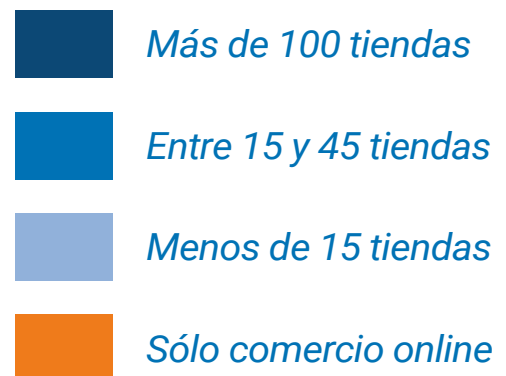 Más de 100 tiendas
Entre 15 y 45 tiendas
Menos de 15 tiendas
Sólo comercio online